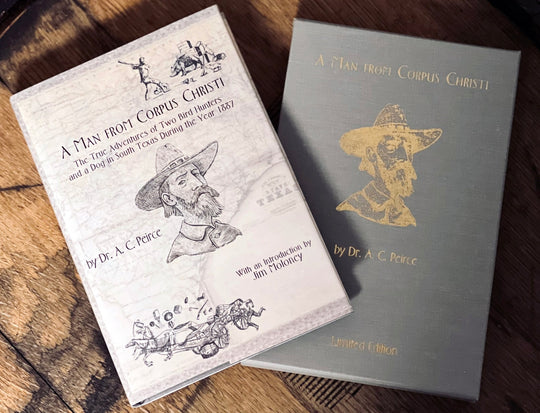 A Man from Corpus Christi
The True Adventures of Two Bird Hunters
and a Dog in South Texas During the Year 1887
by Dr. A. C. Peirce
With an Introduction by
Jim Moloney
A Man from Corpus Christi
by Dr. A. C. Peirce
Limited Edition